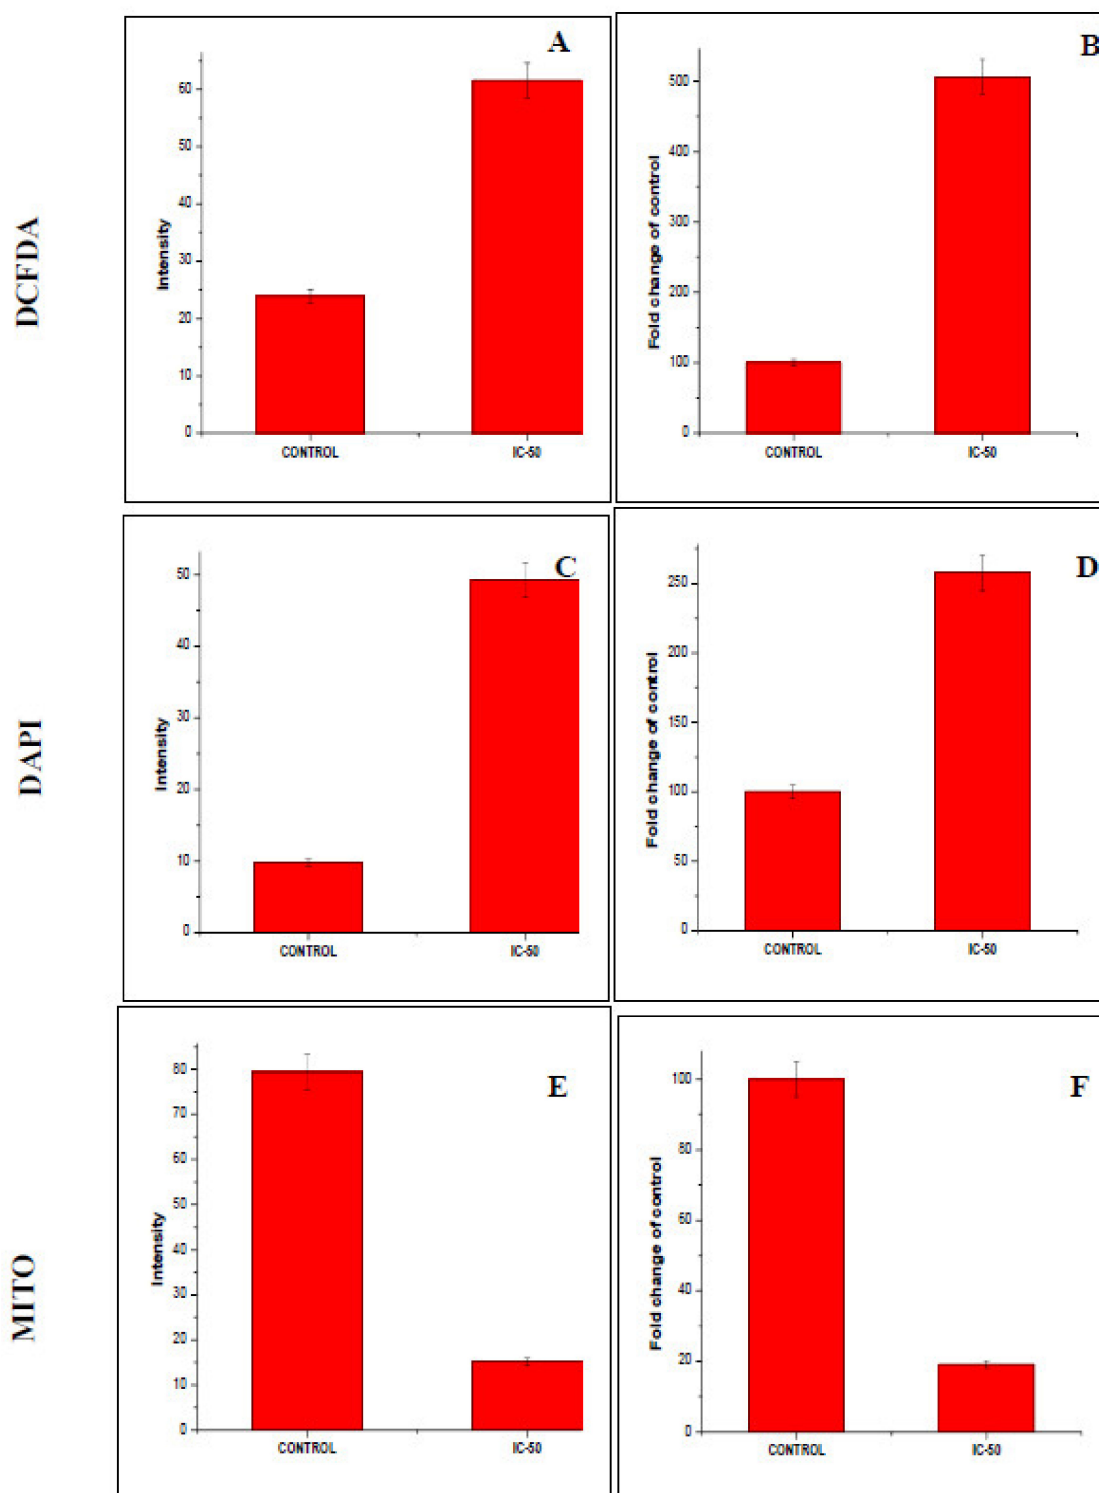 DCFDA
A
Intensity
60
50
40
30
20
10
0
CONTROL IC-50
B
Fold change of control
500
400
300
200
100
0
CONTROL IC-50
DAPI
C
Intensity
50
40
30
20
10
0
CONTROL IC-50
D
Fold change of control
250
200
150
100
50
0
CONTROL IC-50
MITO
E
Intensity
80
70
60
50
40
30
20
10
0
CONTROL IC-50
F
Fold change of control
100
80
60
40
20
0
CONTROL IC-50